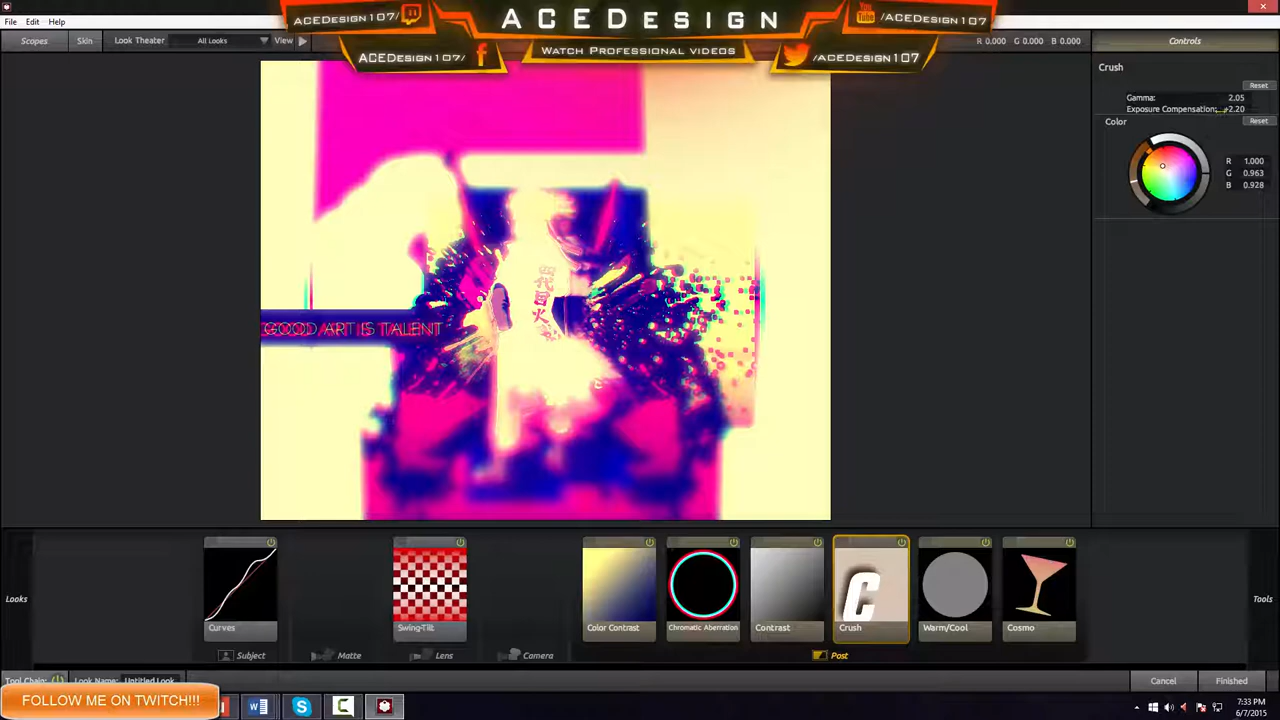 ACEDesign107/
ACEDesign
/ACEDesign107
ACEDesign107/
Watch Professional videos
/ACEDesign107
File Edit Help
Scopes Skin Look Theater All Looks View
R 0.000 G 0.000 B 0.000
Controls
Crush
Reset
Gamma: 2.05
Exposure Compensation: +2.20
Color Reset
R 1.000
G 0.963
B 0.928
GOOD ART IS TALENT
Looks
Curves
Swing-Tilt
Color Contrast
Chromatic Aberration
Contrast
C
Crush
Warm/Cool
Cosmo
Tools
Subject
Matte
Lens
Camera
Post
Tool Chain: Look Name: Untitled Look
Cancel
Finished
FOLLOW ME ON TWITCH!!!
7:33 PM
6/7/2015